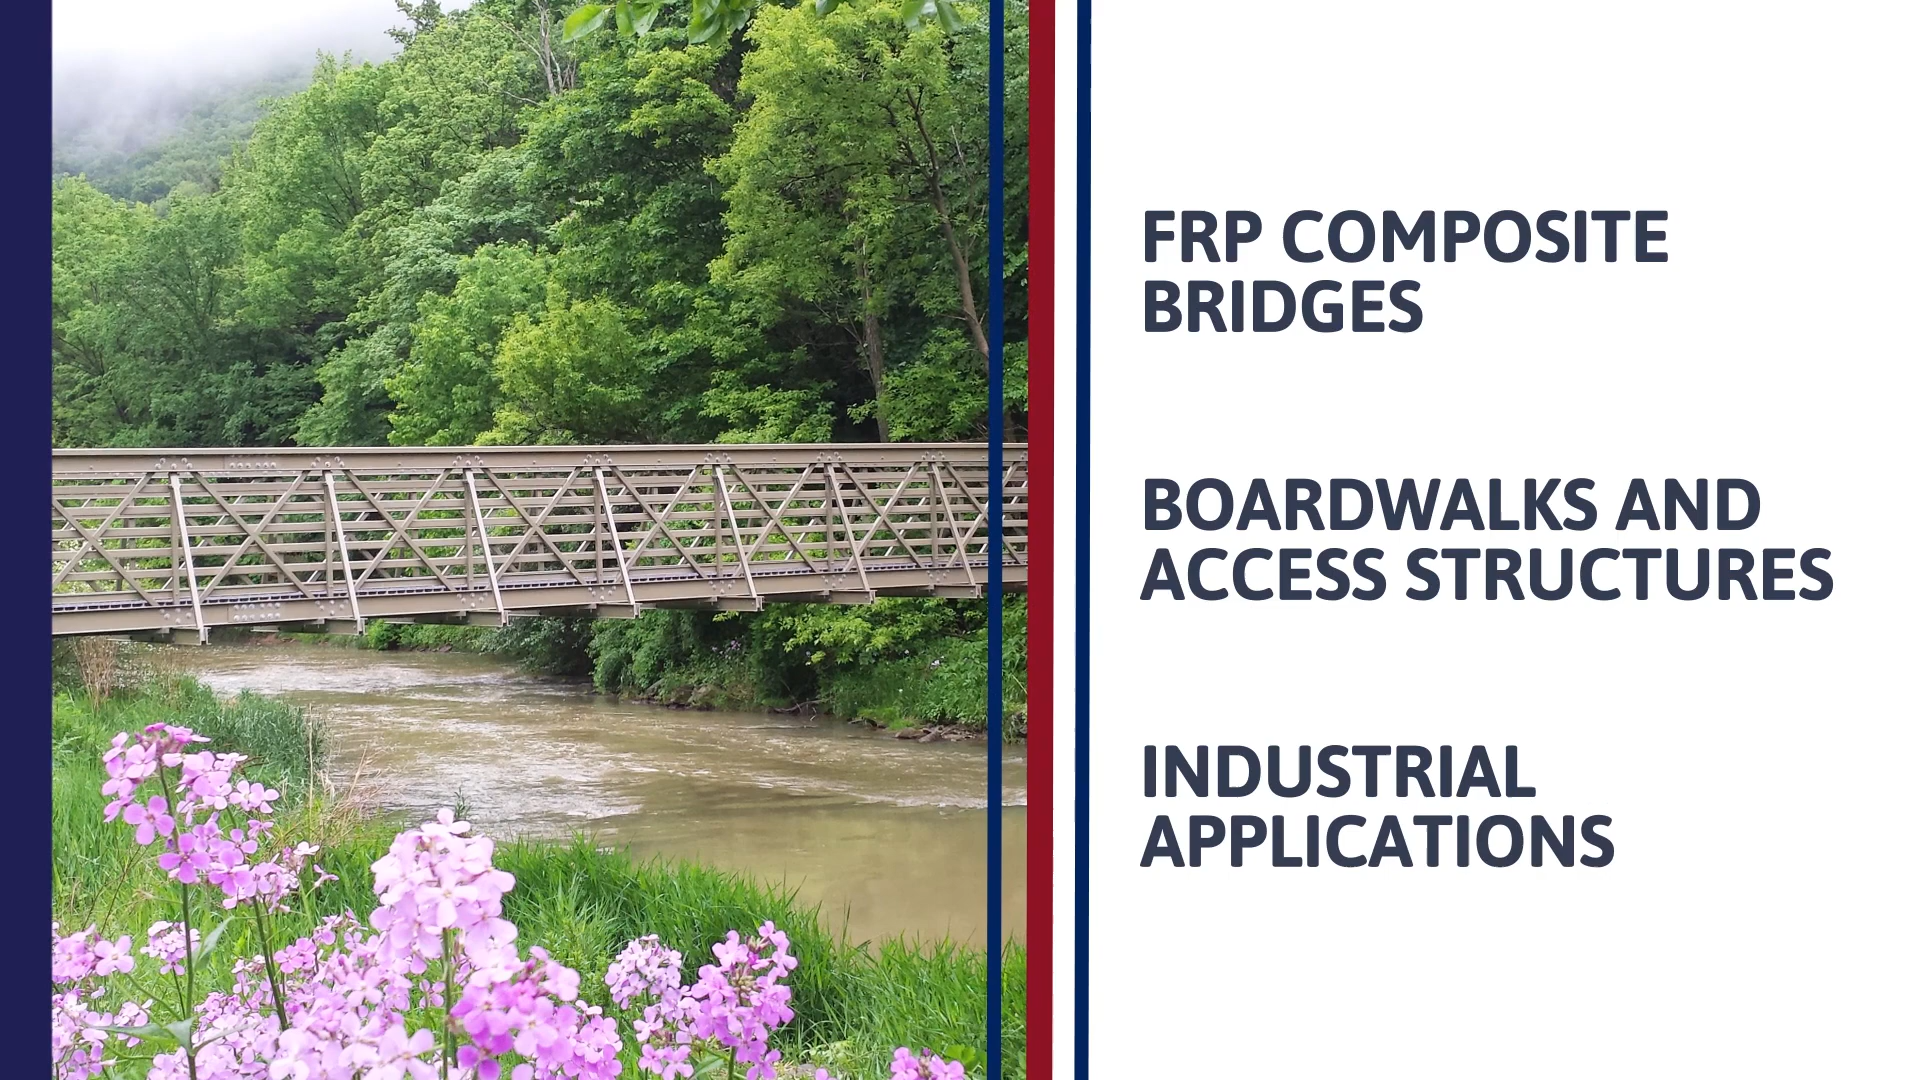 FRP COMPOSITE
BRIDGES
BOARDWALKS AND
ACCESS STRUCTURES
INDUSTRIAL
APPLICATIONS